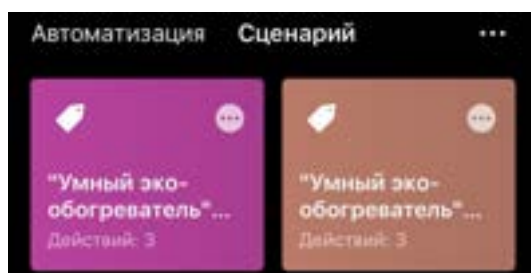 Автоматизация Сценарий
"Умный эко-
обогреватель"...
Действий: 3
"Умный эко-
обогреватель"...
Действий: 3